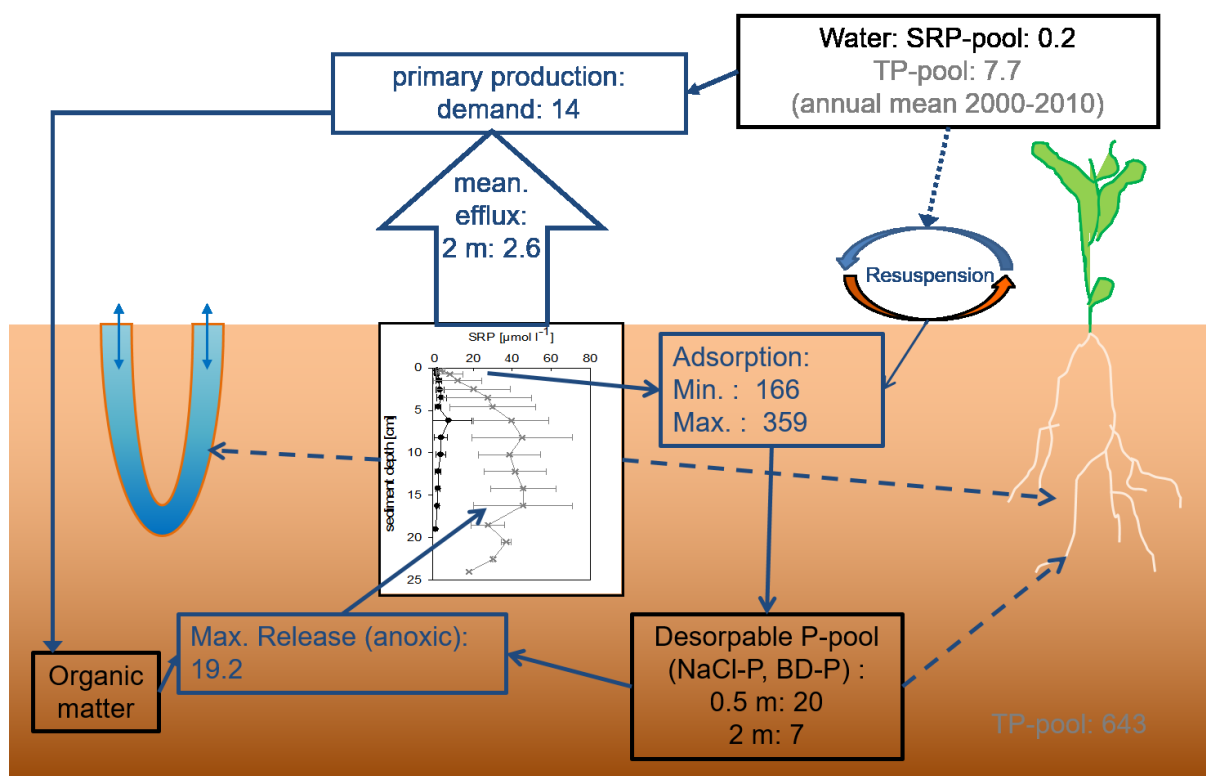 Water: SRP-pool: 0.2
TP-pool: 7.7
(annual mean 2000-2010)
primary production:
demand: 14
mean.
efflux:
2 m: 2.6
Resuspension
SRP [µmol l⁻¹]
0 20 40 60 80
0
5
10
15
20
25
sediment depth [cm]
Adsorption:
Min. : 166
Max. : 359
Max. Release (anoxic):
19.2
Organic
matter
Desorpable P-pool
(NaCl-P, BD-P) :
0.5 m: 20
2 m: 7
TP-pool: 643